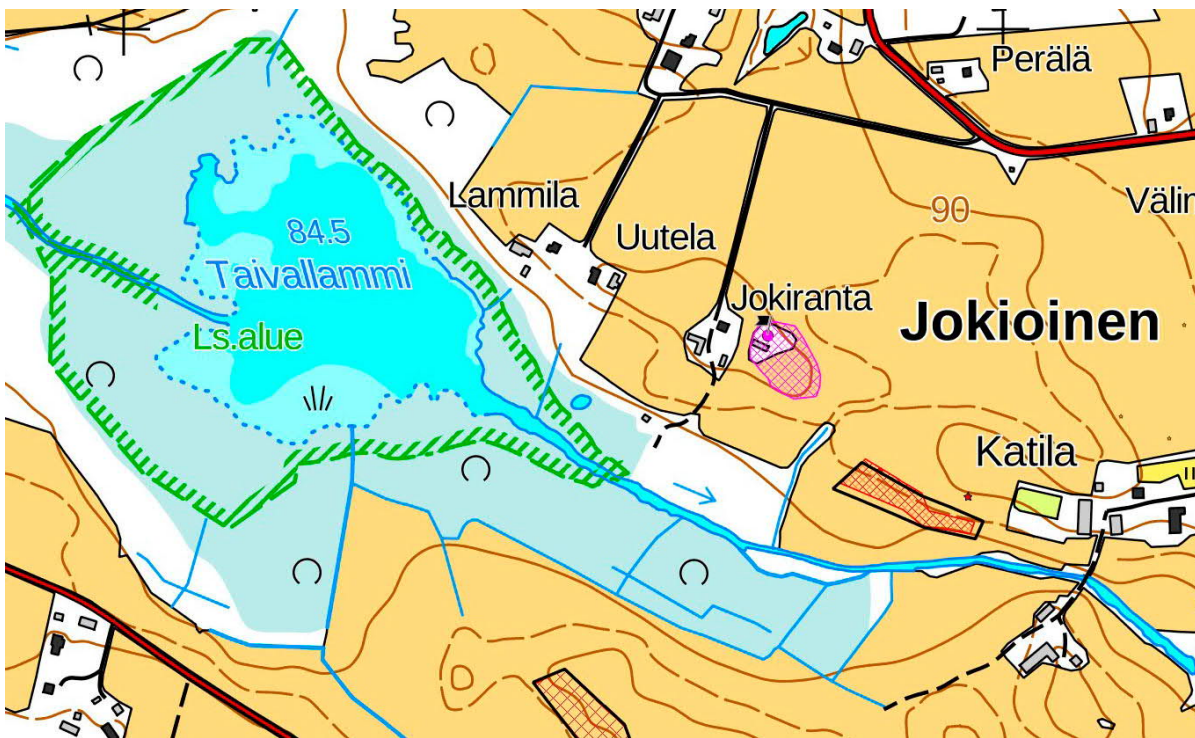 Perälä
Lammila
90
Välin
Uutela
84.5
Taivallammi
Jokiranta
Jokioinen
Ls.alue
Katila